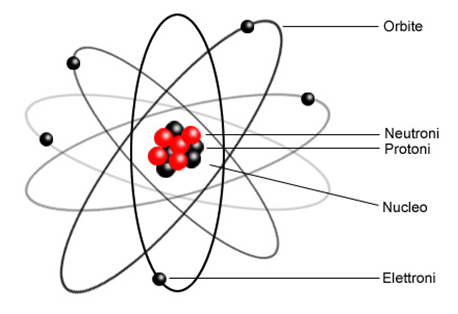 Orbite
Neutroni
Protoni
Nucleo
Elettroni